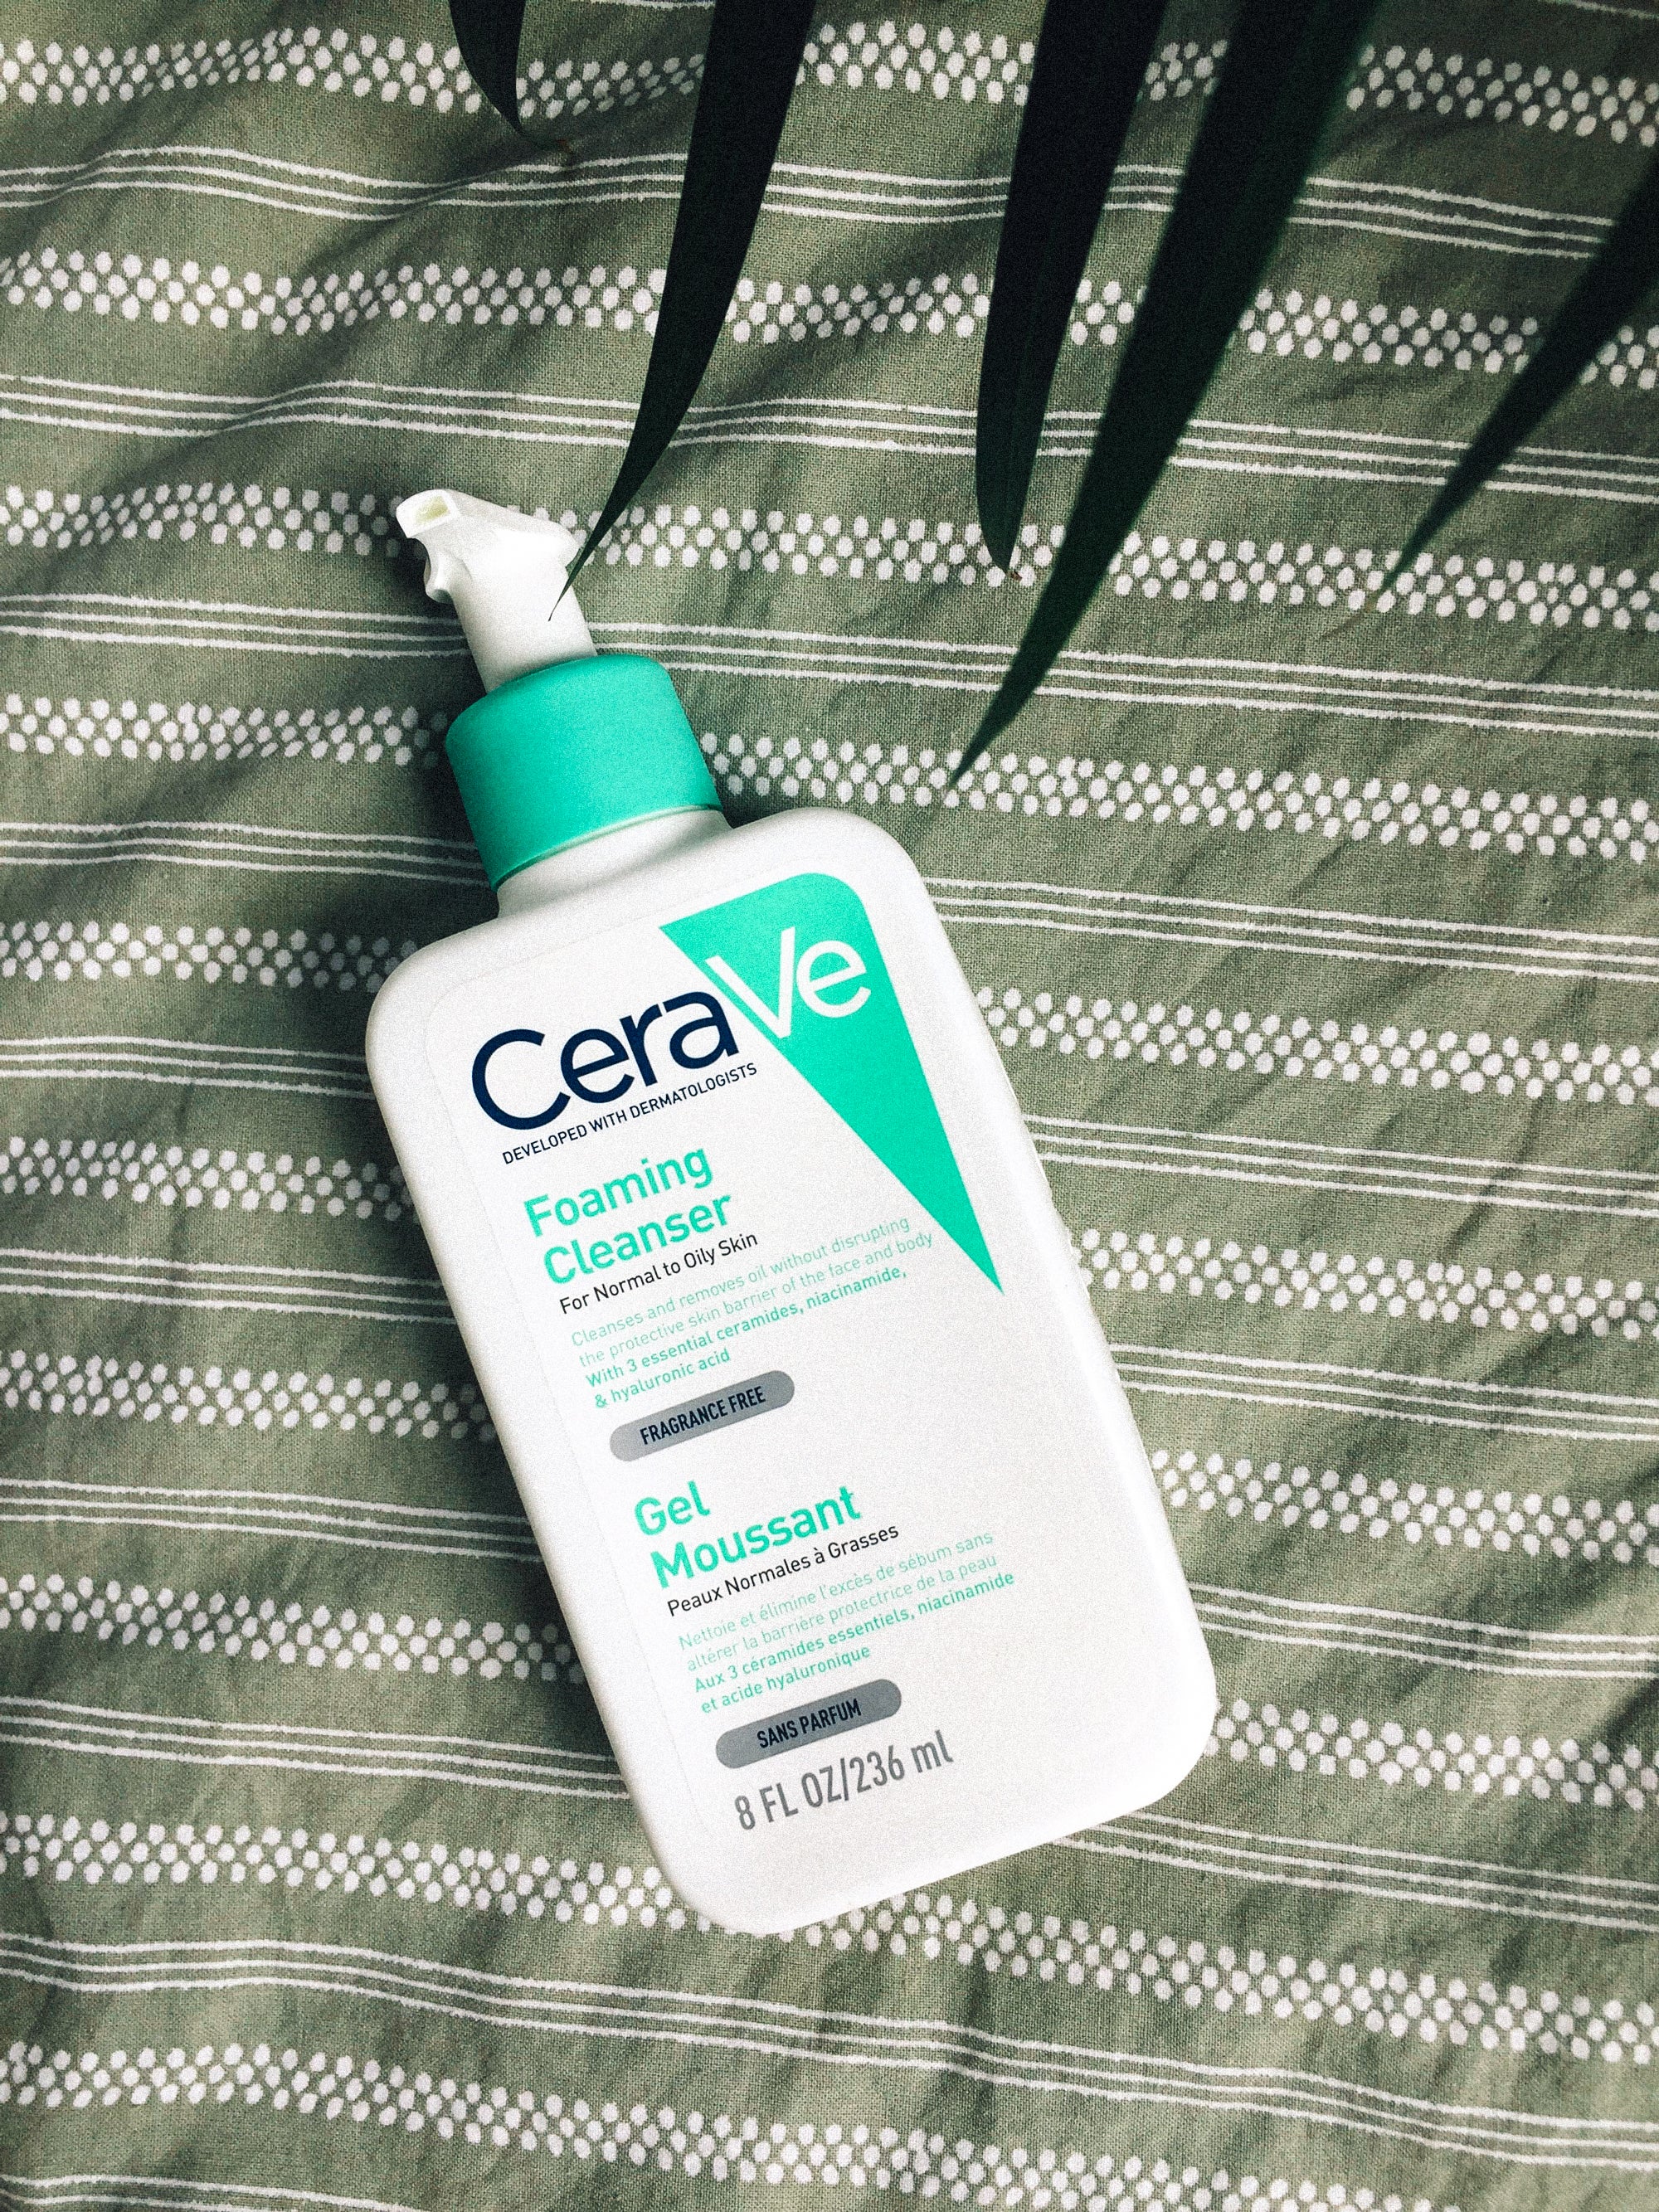 CeraVe
DEVELOPED WITH DERMATOLOGISTS
Foaming
Cleanser
For Normal to Oily Skin
Cleanses and removes oil without disrupting
the protective skin barrier of the face and body
With 3 essential ceramides, niacinamide,
& hyaluronic acid
FRAGRANCE FREE
Gel
Moussant
Peaux Normales à Grasses
Nettoie et élimine l'excès de sébum sans
altérer la barrière protectrice de la peau
Aux 3 céramides essentiels, niacinamide
et acide hyaluronique
SANS PARFUM
8 FL OZ/236 ml